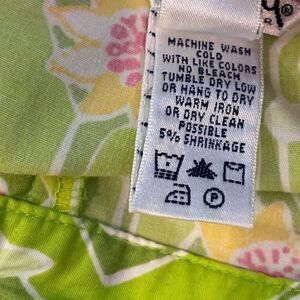 y®
MACHINE WASH
COLD
WITH LIKE COLORS
NO BLEACH
TUMBLE DRY LOW
OR HANG TO DRY
WARM IRON
OR DRY CLEAN
POSSIBLE
5% SHRINKAGE
P